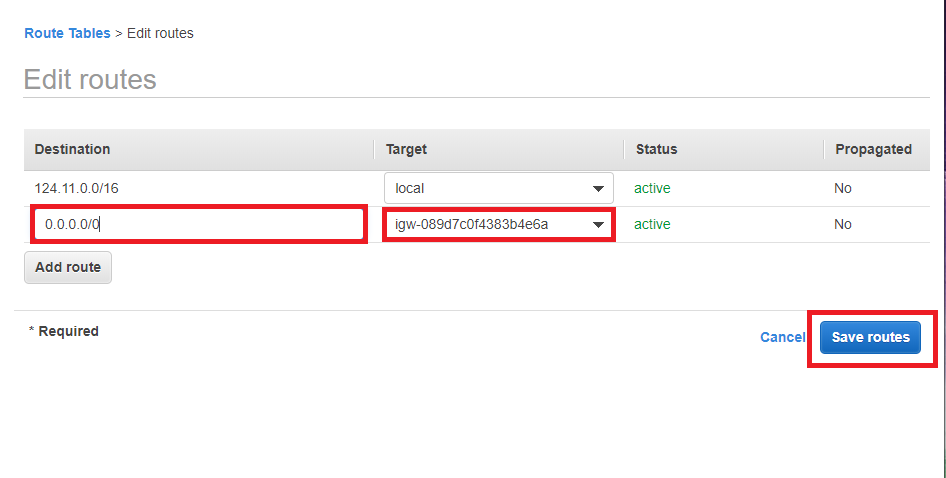 Route Tables > Edit routes
Edit routes
Destination Target Status Propagated
124.11.0.0/16 local active No
0.0.0.0/0 igw-089d7c0f4383b4e6a active No
Add route
* Required
Cancel Save routes